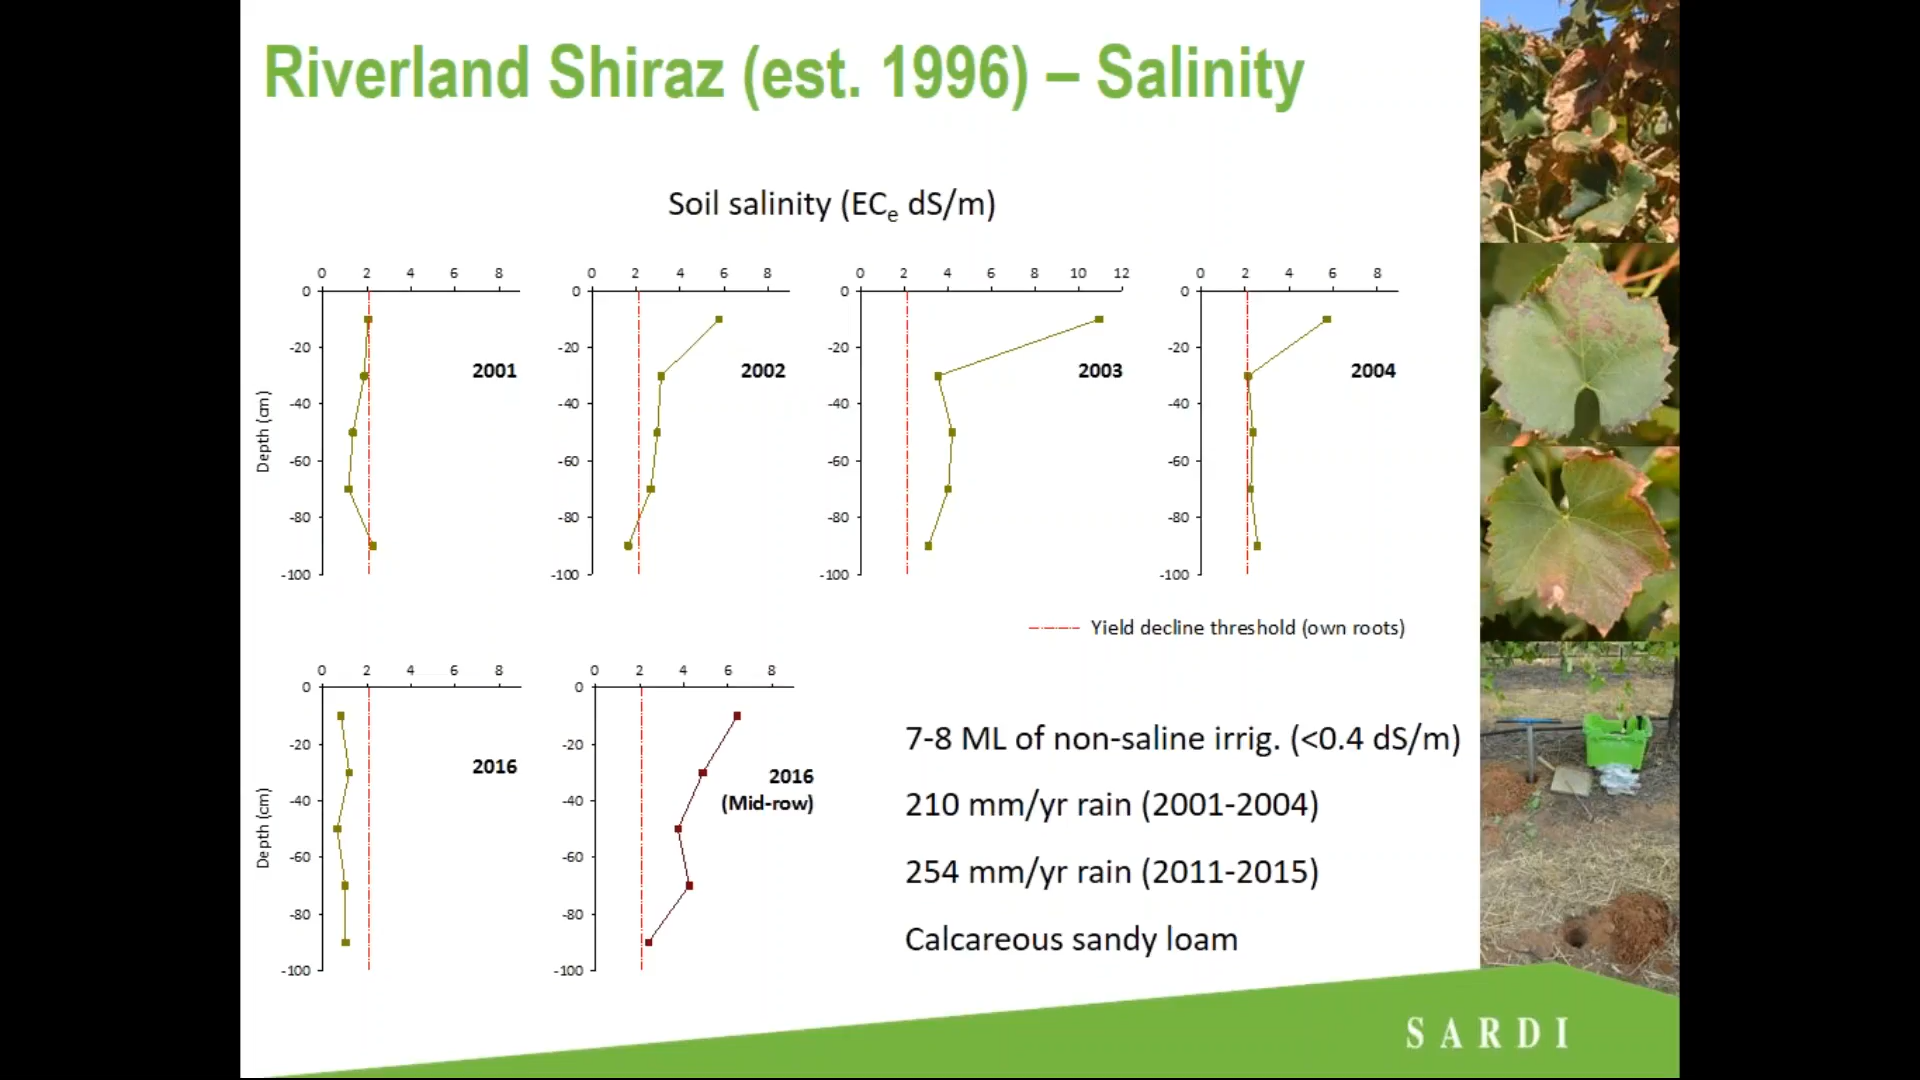 Riverland Shiraz (est. 1996) – Salinity
Soil salinity (ECe dS/m)
0 2 4 6 8
0 2 4 6 8
0 2 4 6 8 10 12
0 2 4 6 8
0
-20
-40
-60
-80
-100
Depth (cm)
2001
0
-20
-40
-60
-80
-100
2002
0
-20
-40
-60
-80
-100
2003
0
-20
-40
-60
-80
-100
2004
Yield decline threshold (own roots)
0 2 4 6 8
0
-20
-40
-60
-80
-100
Depth (cm)
2016
0 2 4 6 8
0
-20
-40
-60
-80
-100
2016
(Mid-row)
7-8 ML of non-saline irrig. (<0.4 dS/m)
210 mm/yr rain (2001-2004)
254 mm/yr rain (2011-2015)
Calcareous sandy loam
SARDI